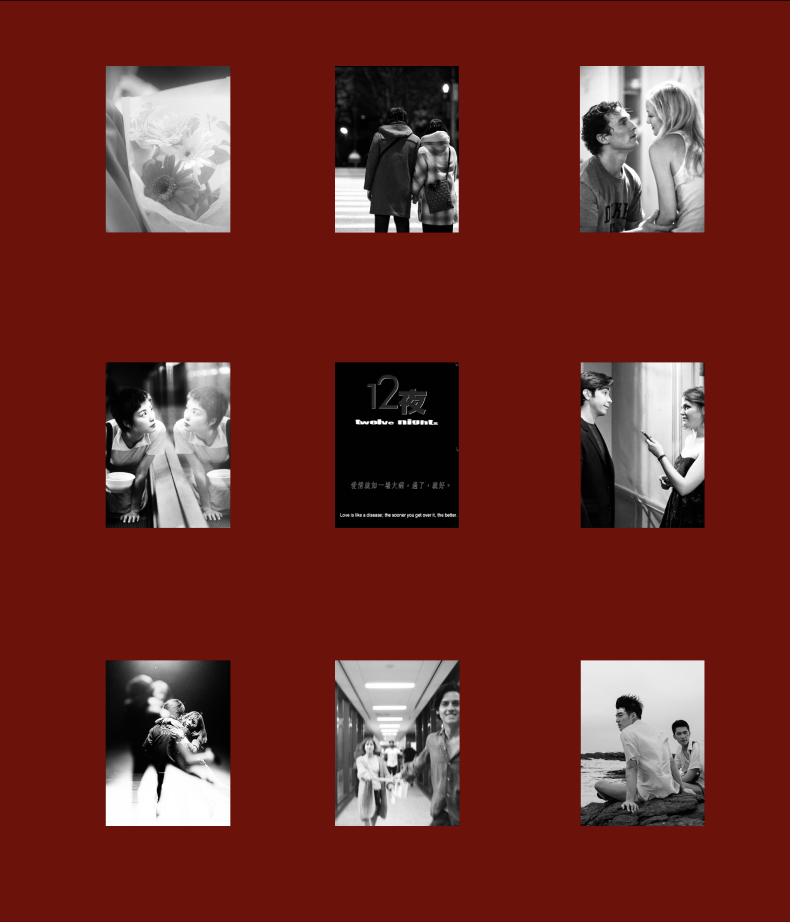 12夜
twelve nights
愛情就如一場大病，過了，就好。
Love is like a disease; the sooner you get over it, the better.